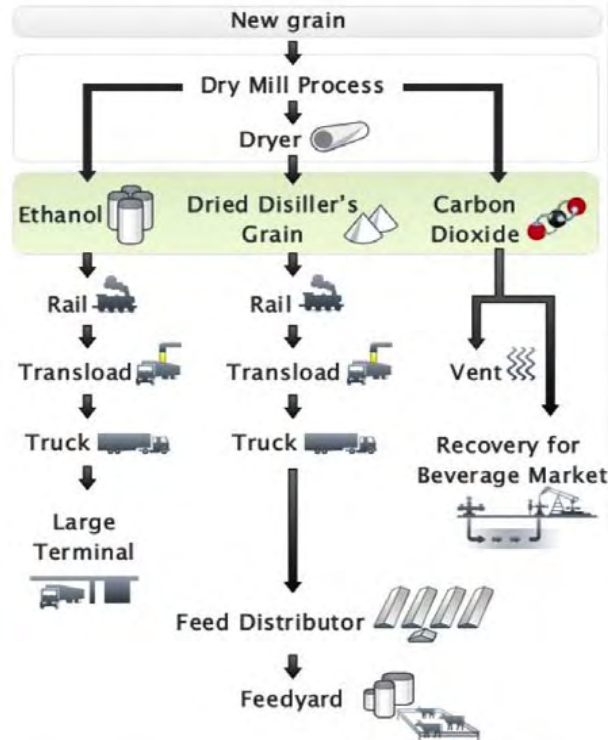 New grain
Dry Mill Process
Dryer
Ethanol
Dried Disiller's
Grain
Carbon
Dioxide
Rail
Rail
Transload
Transload
Vent
Truck
Truck
Recovery for
Beverage Market
Large
Terminal
Feed Distributor
Feedyard